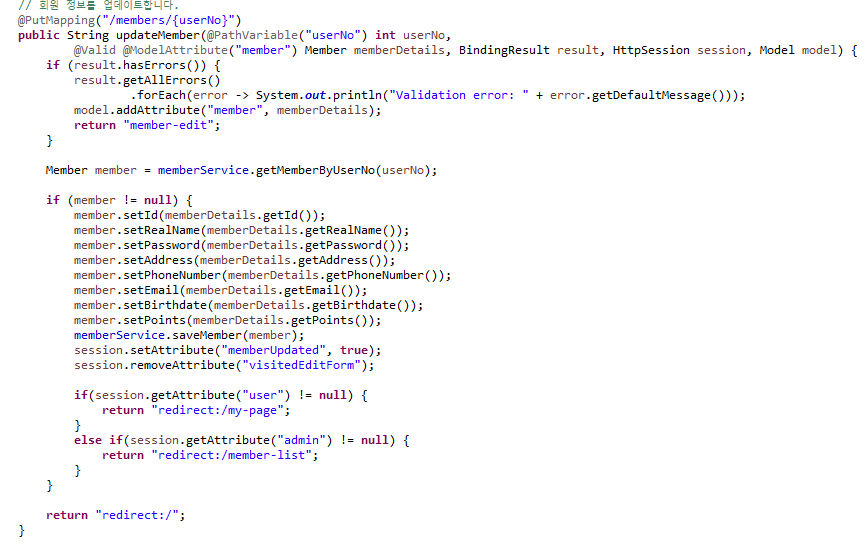 // 회원 정보를 업데이트합니다.
@PutMapping("/members/{userNo}")
public String updateMember(@PathVariable("userNo") int userNo,
@Valid @ModelAttribute("member") Member memberDetails, BindingResult result, HttpSession session, Model model) {
if (result.hasErrors()) {
result.getAllErrors()
.forEach(error -> System.out.println("Validation error: " + error.getDefaultMessage()));
model.addAttribute("member", memberDetails);
return "member-edit";
}
Member member = memberService.getMemberByUserNo(userNo);
if (member != null) {
member.setId(memberDetails.getId());
member.setRealName(memberDetails.getRealName());
member.setPassword(memberDetails.getPassword());
member.setAddress(memberDetails.getAddress());
member.setPhoneNumber(memberDetails.getPhoneNumber());
member.setEmail(memberDetails.getEmail());
member.setBirthdate(memberDetails.getBirthdate());
member.setPoints(memberDetails.getPoints());
memberService.saveMember(member);
session.setAttribute("memberUpdated", true);
session.removeAttribute("visitedEditForm");
if(session.getAttribute("user") != null) {
return "redirect:/my-page";
}
else if(session.getAttribute("admin") != null) {
return "redirect:/member-list";
}
}
return "redirect:/";
}